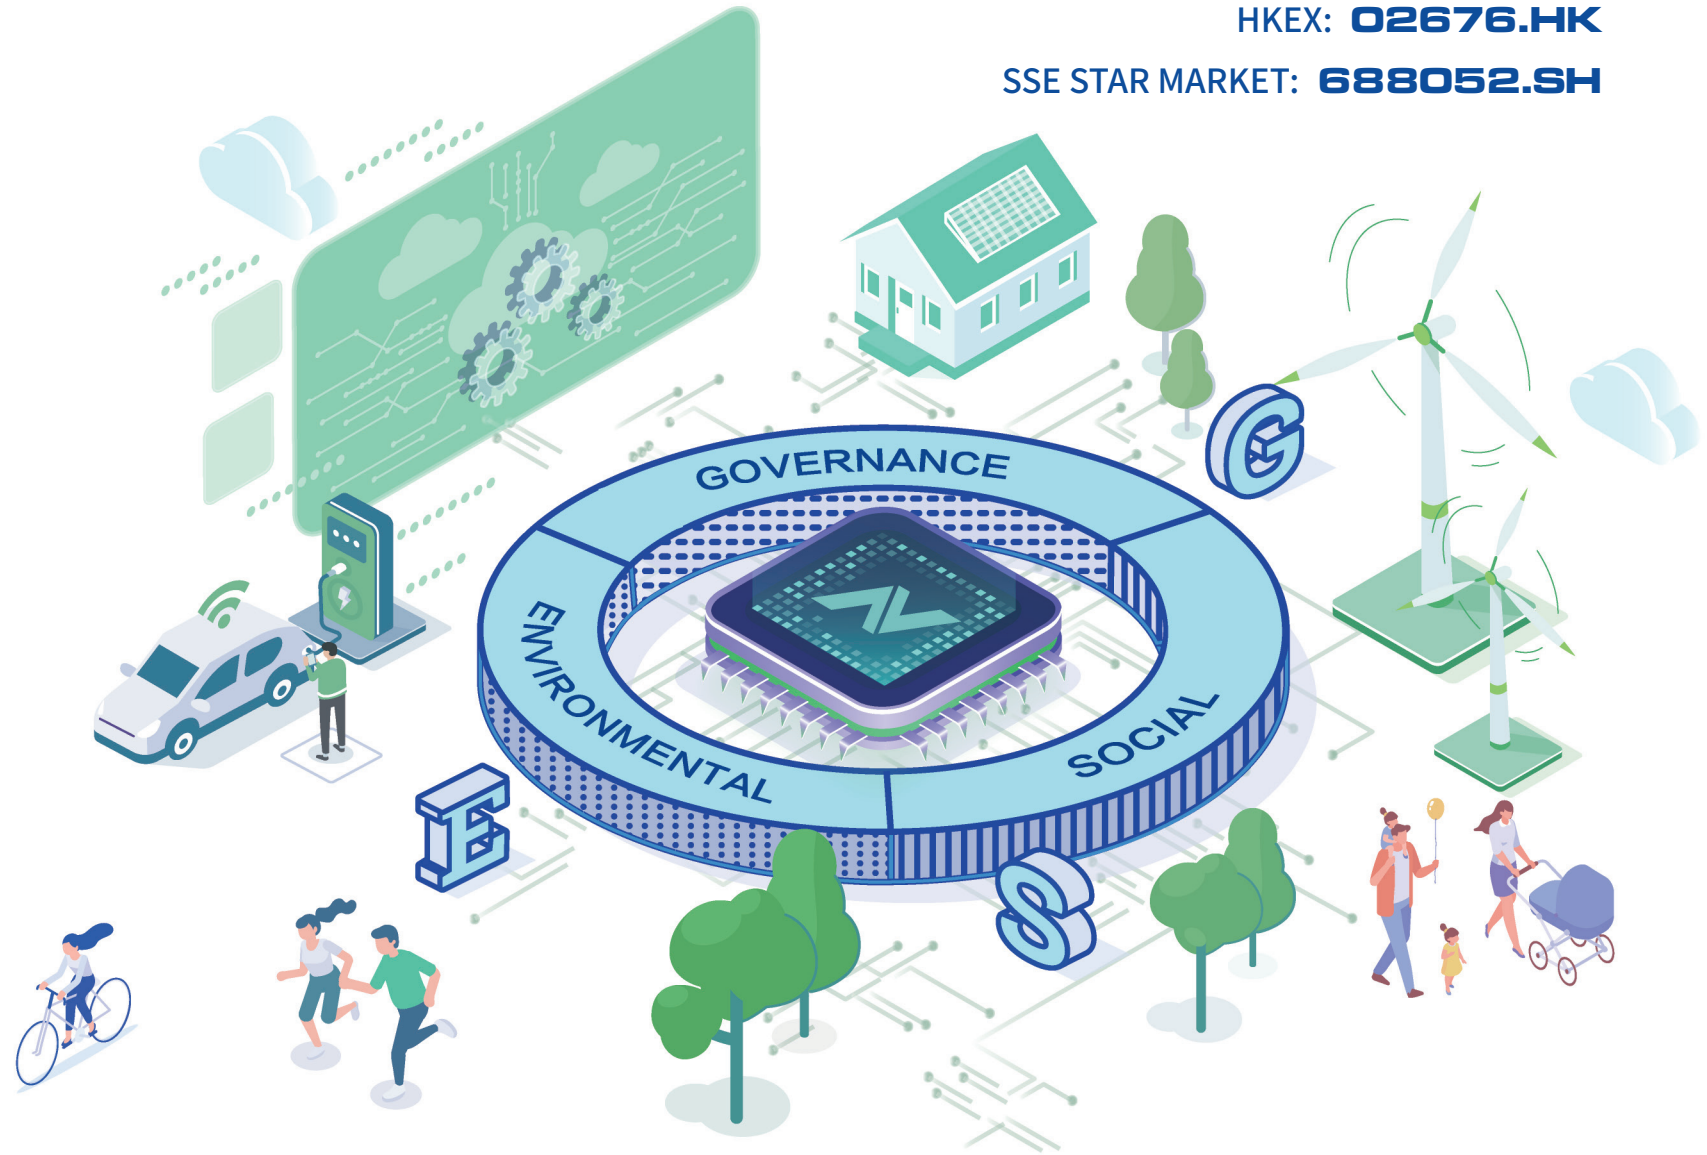 HKEX: 02676.HK
SSE STAR MARKET: 688052.SH
GOVERNANCE
G
ENVIRONMENTAL
SOCIAL
E
S